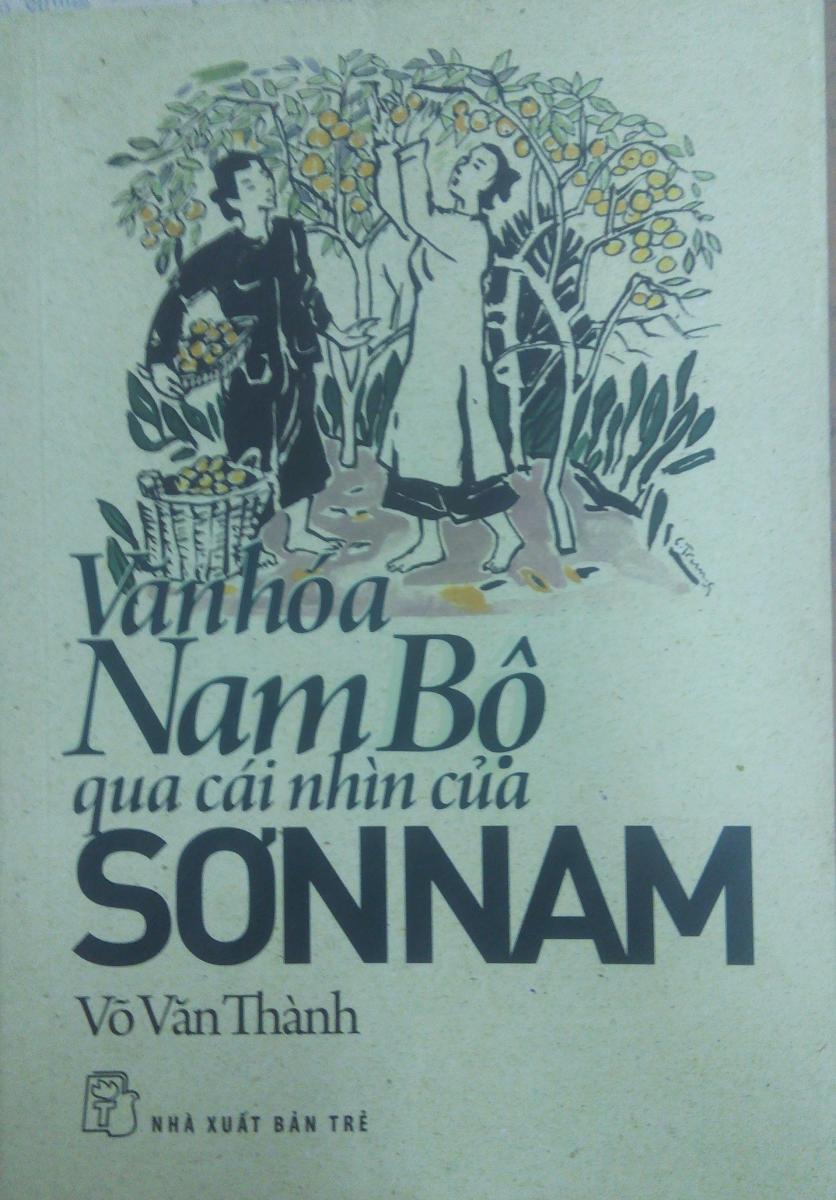 Văn hóa
Nam Bộ
qua cái nhìn của
SƠN NAM
Võ Văn Thành
NHÀ XUẤT BẢN TRẺ